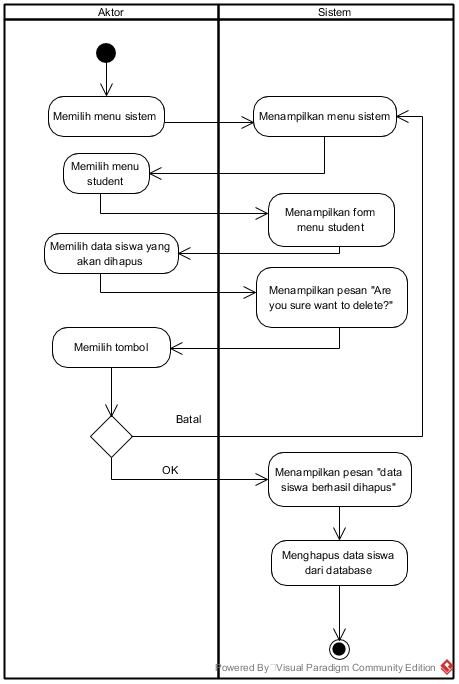 Aktor
Sistem
Memilih menu sistem
Menampilkan menu sistem
Memilih menu
student
Menampilkan form
menu student
Memilih data siswa yang
akan dihapus
Menampilkan pesan "Are
you sure want to delete?"
Memilih tombol
Batal
OK
Menampilkan pesan "data
siswa berhasil dihapus"
Menghapus data siswa
dari database
Powered By Visual Paradigm Community Edition